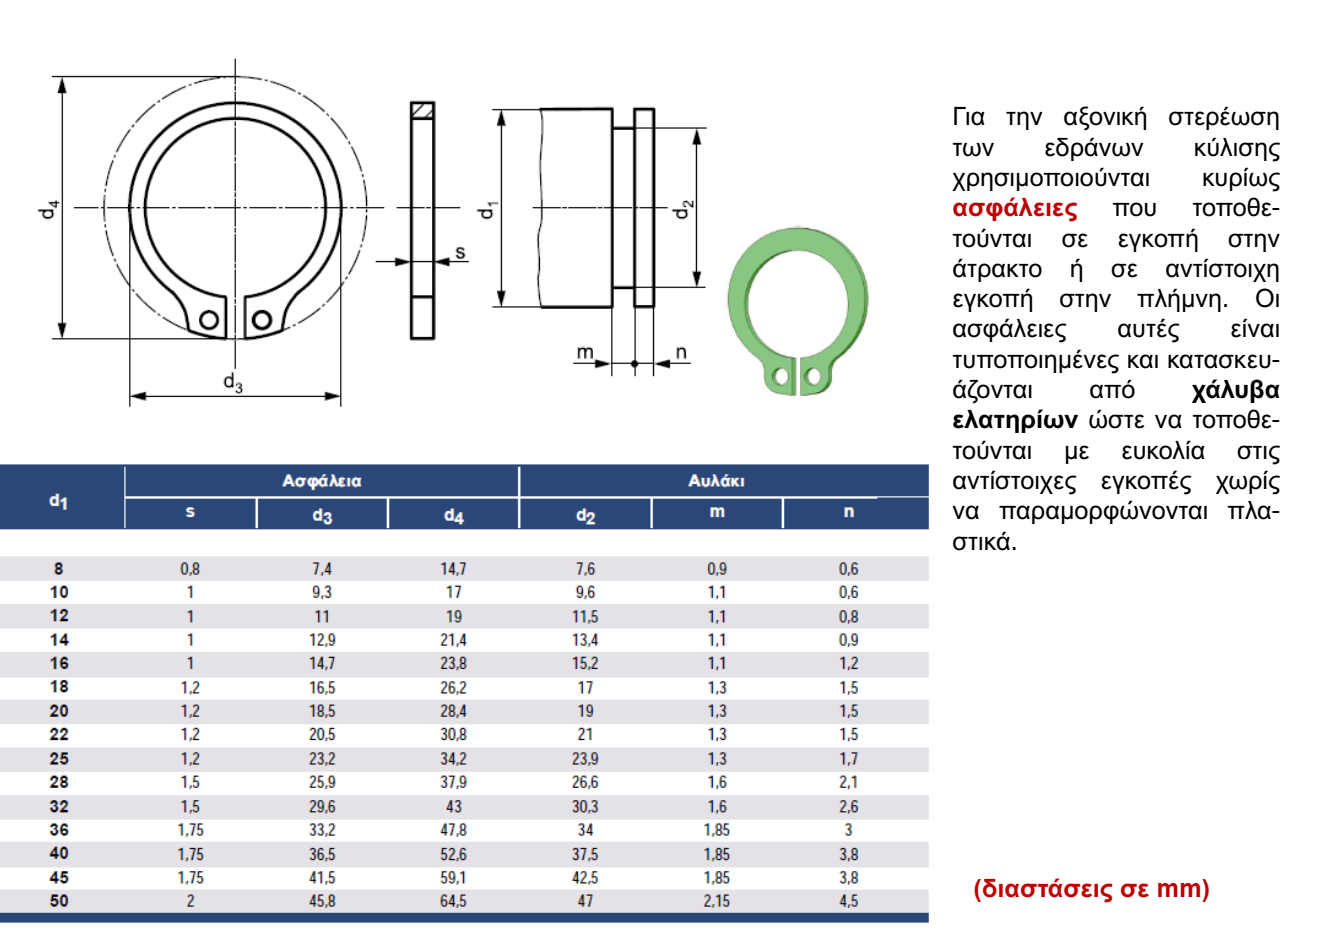 d4
d3
s
d1
d2
m
n
Για την αξονική στερέωση
των εδράνων κύλισης
χρησιμοποιούνται κυρίως
ασφάλειες που τοποθε-
τούνται σε εγκοπή στην
άτρακτο ή σε αντίστοιχη
εγκοπή στην πλήμνη. Οι
ασφάλειες αυτές είναι
τυποποιημένες και κατασκευ-
άζονται από χάλυβα
ελατηρίων ώστε να τοποθε-
τούνται με ευκολία στις
αντίστοιχες εγκοπές χωρίς
να παραμορφώνονται πλα-
στικά.
Ασφάλεια Αυλάκι
d1 s d3 d4 d2 m n
8 0,8 7,4 14,7 7,6 0,9 0,6
10 1 9,3 17 9,6 1,1 0,6
12 1 11 19 11,5 1,1 0,8
14 1 12,9 21,4 13,4 1,1 0,9
16 1 14,7 23,8 15,2 1,1 1,2
18 1,2 16,5 26,2 17 1,3 1,5
20 1,2 18,5 28,4 19 1,3 1,5
22 1,2 20,5 30,8 21 1,3 1,5
25 1,2 23,2 34,2 23,9 1,3 1,7
28 1,5 25,9 37,9 26,6 1,6 2,1
32 1,5 29,6 43 30,3 1,6 2,6
36 1,75 33,2 47,8 34 1,85 3
40 1,75 36,5 52,6 37,5 1,85 3,8
45 1,75 41,5 59,1 42,5 1,85 3,8
50 2 45,8 64,5 47 2,15 4,5
(διαστάσεις σε mm)